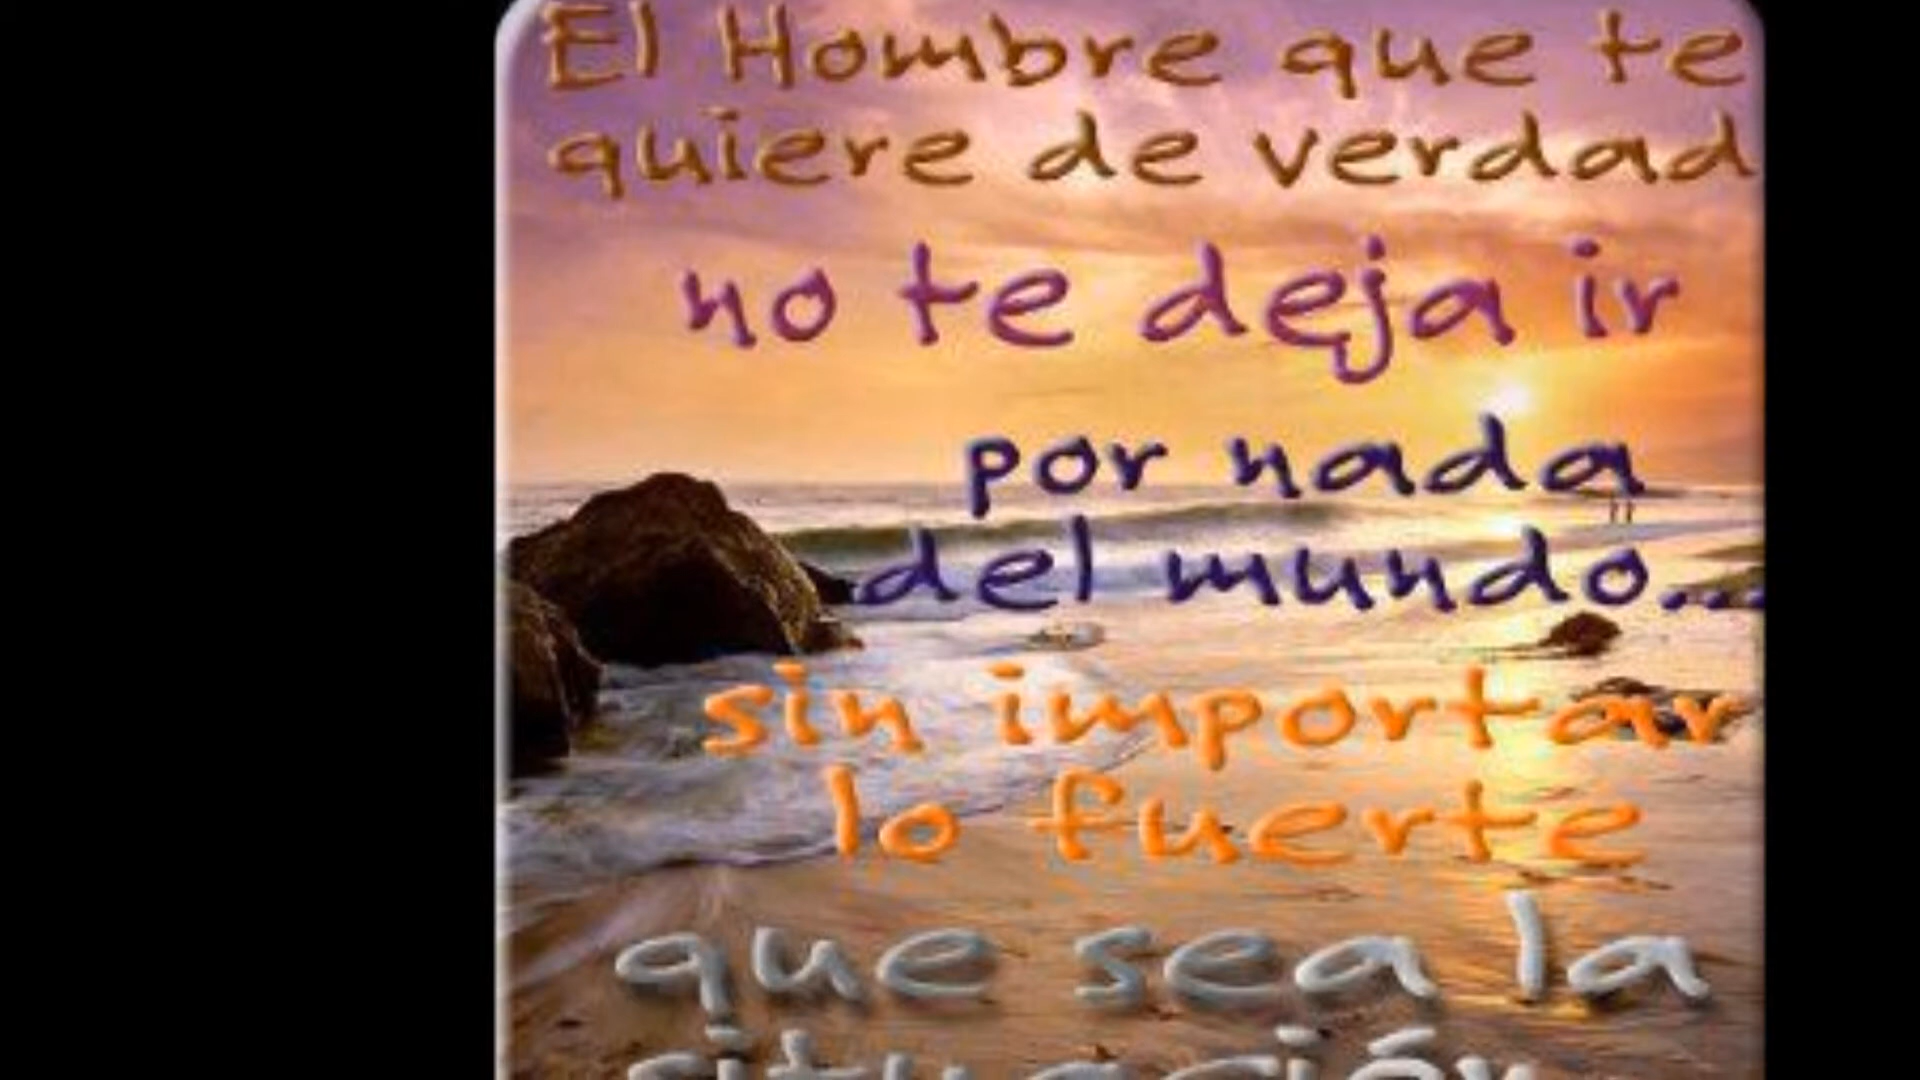 El Hombre que te
quiere de verdad
no te deja ir
por nada
del mundo...
sin importar
lo fuerte
que sea la
situación